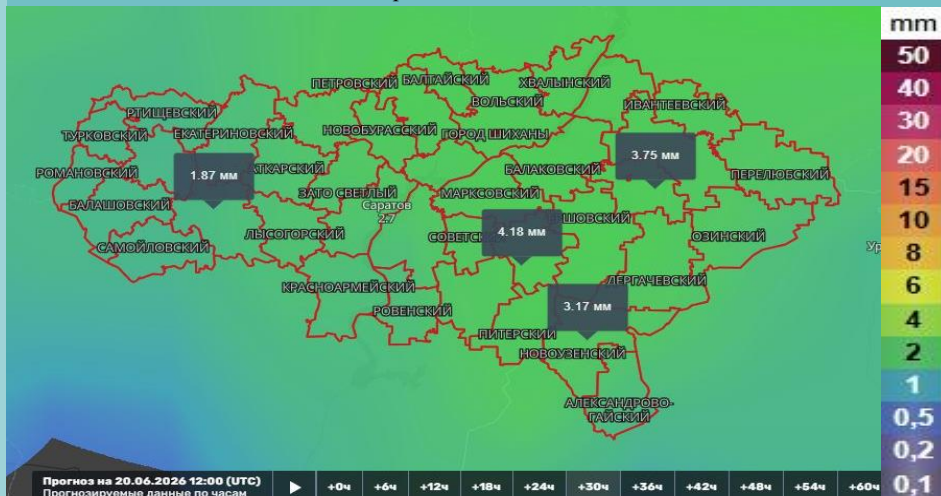 mm
50
40
30
20
15
10
8
6
4
2
1
0,5
0,2
0,1
ПЕТРОВСКИЙ
БАЛТАЙСКИЙ
ХВАЛЫНСКИЙ
ВОЛЬСКИЙ
ИВАНТЕЕВСКИЙ
РТИЩЕВСКИЙ
ТУРКОВСКИЙ
ЕКАТЕРИНОВСКИЙ
НОВОБУРАССКИЙ
ГОРОД ШИХАНЫ
3.75 мм
РОМАНОВСКИЙ
1.87 мм
АТКАРСКИЙ
БАЛАКОВСКИЙ
ПЕРЕЛЮБСКИЙ
ЗАТО СВЕТЛЫЙ
МАРКСОВСКИЙ
БАЛАШОВСКИЙ
Саратов
2.7
ЛЫСОГОРСКИЙ
СОВЕТСК
4.18 мм
РШОВСКИЙ
ОЗИНСКИЙ
САМОЙЛОВСКИЙ
Ур
КРАСНОАРМЕЙСКИЙ
ДЕРГАЧЕВСКИЙ
РОВЕНСКИЙ
3.17 мм
ПИТЕРСКИЙ
НОВОУЗЕНСКИЙ
АЛЕКСАНДРОВО-
ГАЙСКИЙ
Прогноз на 20.06.2026 12:00 (UTC)
Прогнозируемые данные по часам
+0ч +6ч +12ч +18ч +24ч +30ч +36ч +42ч +48ч +54ч +60ч